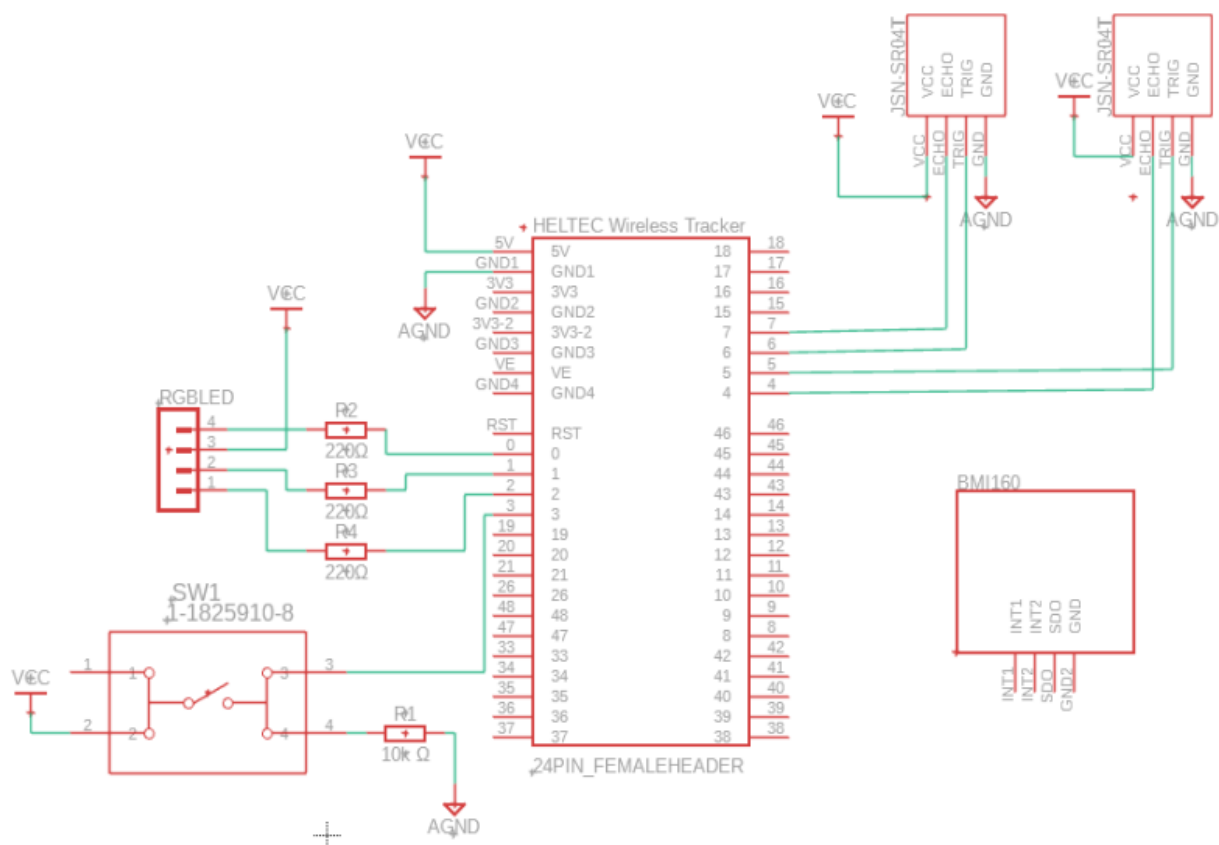 JSN-SR04T
VCC
ECHO
TRIG
GND
VCC
ECHO
TRIG
GND
VCC
AGND
JSN-SR04T
VCC
ECHO
TRIG
GND
VCC
ECHO
TRIG
GND
VCC
AGND
VCC
AGND
HELTEC Wireless Tracker
5V 5V 18 18
GND1 GND1 17 17
3V3 3V3 16 16
GND2 GND2 15 15
3V3-2 3V3-2 7 7
GND3 GND3 6 6
VE VE 5 5
GND4 GND4 4 4
RST RST 46 46
0 0 45 45
1 1 44 44
2 2 43 43
3 3 14 14
19 19 13 13
20 20 12 12
21 21 11 11
26 26 10 10
48 48 9 9
47 47 8 8
33 33 42 42
34 34 41 41
35 35 40 40
36 36 39 39
37 37 38 38
24PIN_FEMALEHEADER
VCC
RGBLED
4
3
2
1
R2
220Ω
R3
220Ω
R4
220Ω
SW1
1-1825910-8
VCC
1 1 3 3
2 2 4 4
R1
10k Ω
AGND
BMI160
INT1
INT2
SDO
GND
INT1
INT2
SDO
GND2